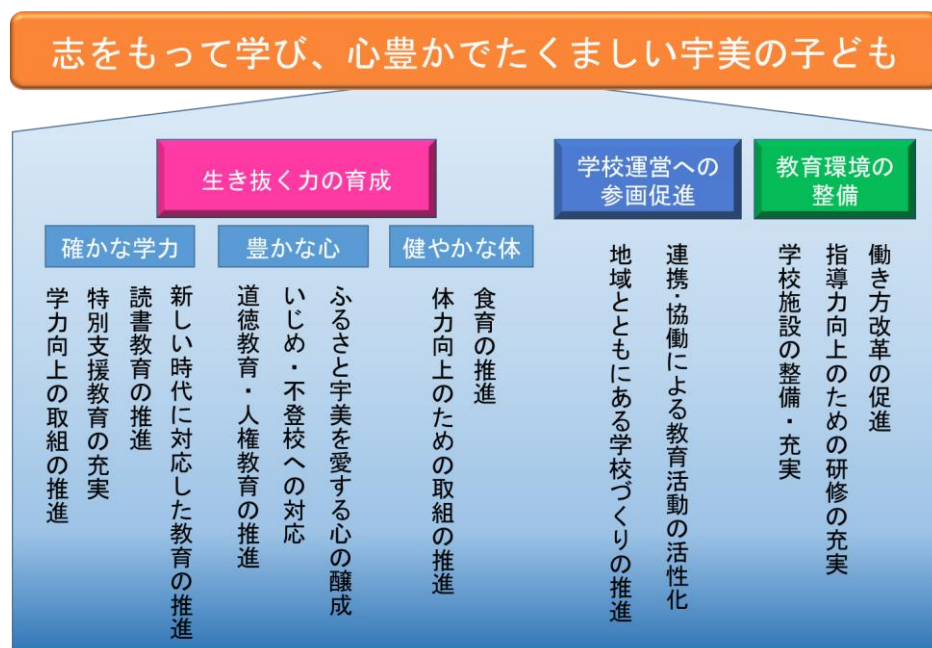 志をもって学び、心豊かでたくましい宇美の子ども
生き抜く力の育成
確かな学力
学力向上の取組の推進
特別支援教育の充実
読書教育の推進
新しい時代に対応した教育の推進
豊かな心
道徳教育・人権教育の推進
いじめ・不登校への対応
ふるさと宇美を愛する心の醸成
健やかな体
体力向上のための取組の推進
食育の推進
学校運営への
参画促進
地域とともにある学校づくりの推進
連携・協働による教育活動の活性化
教育環境の
整備
学校施設の整備・充実
指導力向上のための研修の充実
働き方改革の促進